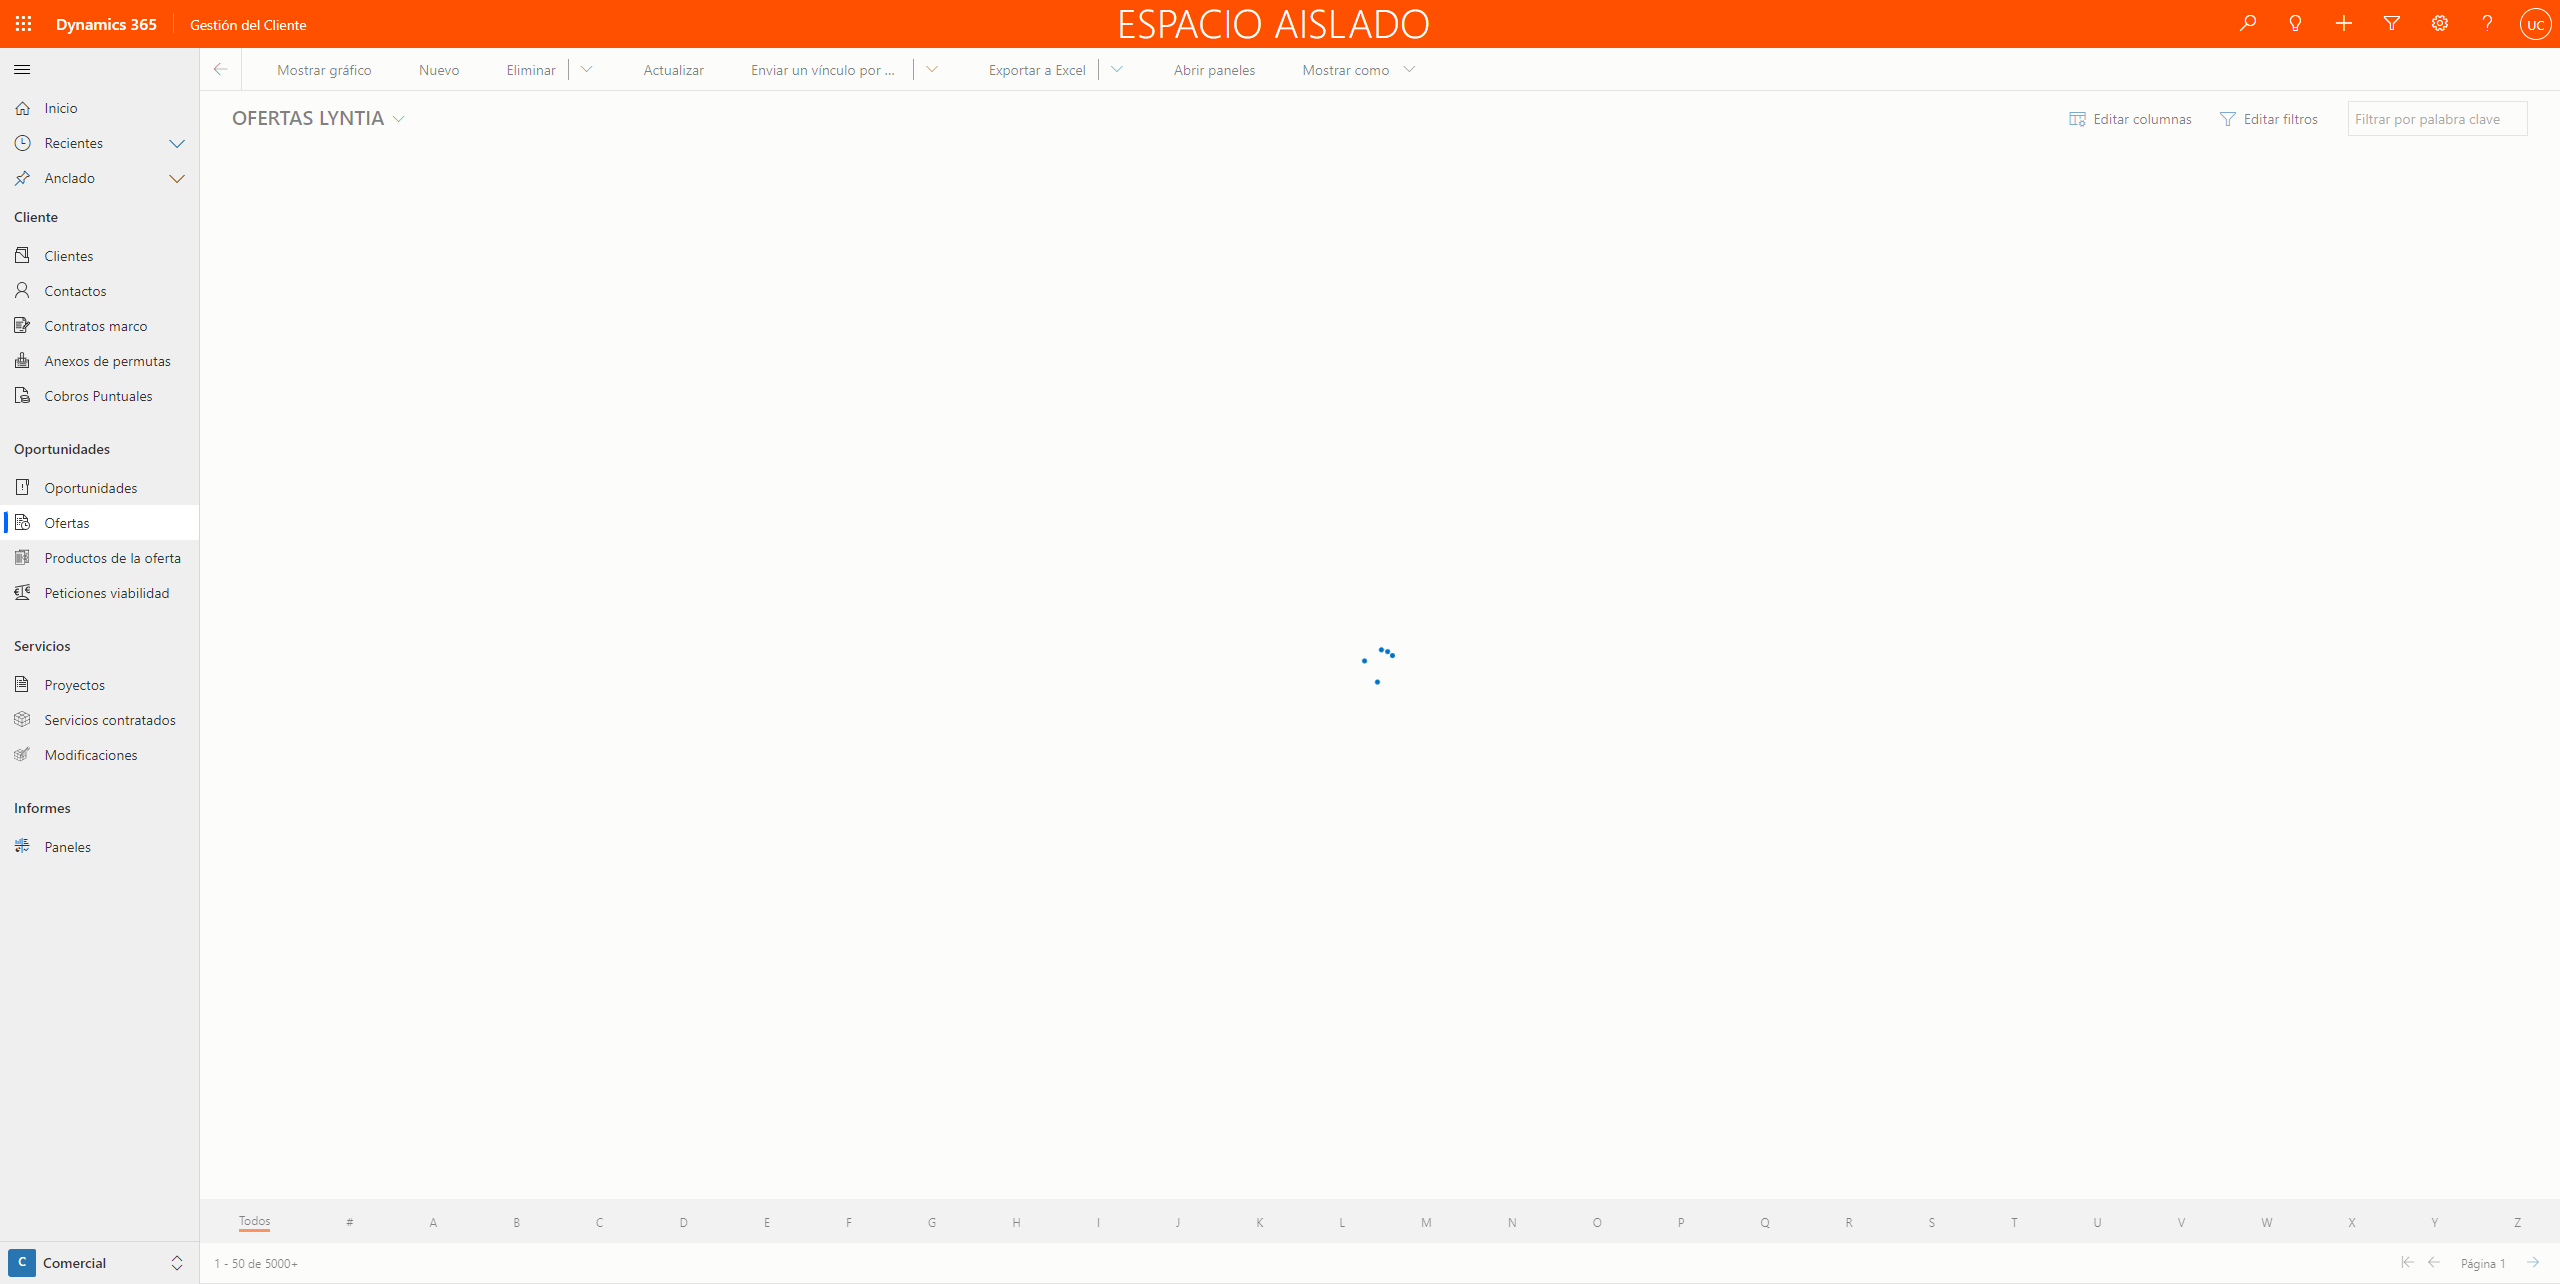 Dynamics 365
Gestión del Cliente
ESPACIO AISLADO
UC
Mostrar gráfico
Nuevo
Eliminar
Actualizar
Enviar un vínculo por ...
Exportar a Excel
Abrir paneles
Mostrar como
Inicio
Recientes
Anclado
Cliente
Clientes
Contactos
Contratos marco
Anexos de permutas
Cobros Puntuales
Oportunidades
Oportunidades
Ofertas
Productos de la oferta
Peticiones viabilidad
Servicios
Proyectos
Servicios contratados
Modificaciones
Informes
Paneles
C Comercial
OFERTAS LYNTIA
Editar columnas
Editar filtros
Filtrar por palabra clave
Todos # A B C D E F G H I J K L M N O P Q R S T U V W X Y Z
1 - 50 de 5000+
Página 1